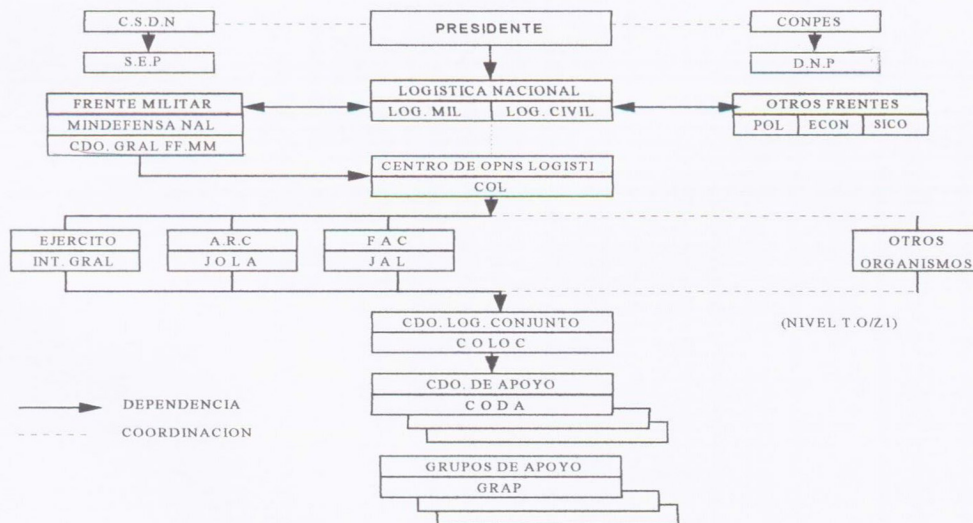 C.S.D.N
PRESIDENTE
CONPES
S.E.P
D.N.P
LOGISTICA NACIONAL
LOG. MIL
LOG. CIVIL
FRENTE MILITAR
MINDEFENSA NAL
CDO. GRAL FF.MM
OTROS FRENTES
POL
ECON
SICO
CENTRO DE OPNS LOGISTI
COL
EJERCITO
INT. GRAL
A.R.C
J O L A
F A C
J A L
OTROS
ORGANISMOS
CDO. LOG. CONJUNTO
C O L O C
(NIVEL T.O/Z1)
CDO. DE APOYO
C O D A
DEPENDENCIA
COORDINACION
GRUPOS DE APOYO
GRAP